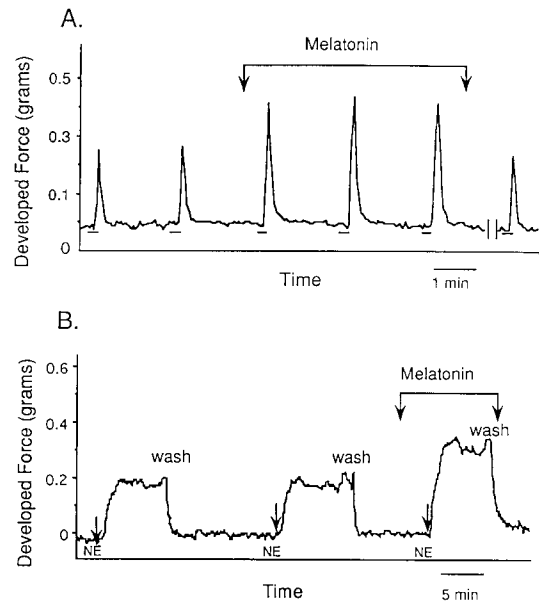 A.
Melatonin
Developed Force (grams)
0.5
0.3
0.1
0
Time
1 min
B.
Melatonin
Developed Force (grams)
0.6
0.4
0.2
0
wash
wash
wash
NE
NE
NE
Time
5 min